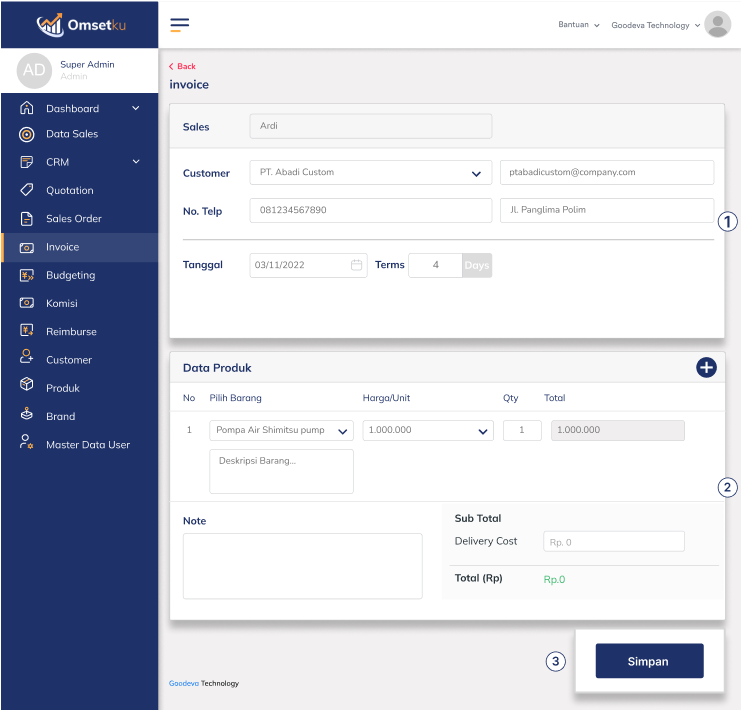 Omsetku
Bantuan
Goodeva Technology
AD
Super Admin
Admin
Dashboard
Data Sales
CRM
Quotation
Sales Order
Invoice
Budgeting
Komisi
Reimburse
Customer
Produk
Brand
Master Data User
Back
invoice
Sales
Ardi
Customer
PT. Abadi Custom
ptabadicustom@company.com
No. Telp
081234567890
Jl. Panglima Polim
1
Tanggal
03/11/2022
Terms
4
Days
Data Produk
No
Pilih Barang
Harga/Unit
Qty
Total
1
Pompa Air Shimitsu pump
1.000.000
1
1.000.000
Deskripsi Barang...
2
Note
Sub Total
Delivery Cost
Rp. 0
Total (Rp)
Rp.0
3
Simpan
Goodeva Technology